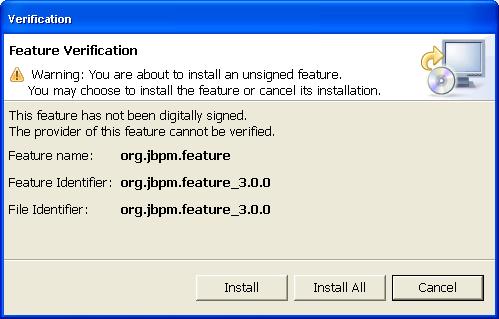 Verification
Feature Verification
Warning: You are about to install an unsigned feature.
You may choose to install the feature or cancel its installation.
This feature has not been digitally signed.
The provider of this feature cannot be verified.
Feature name: org.jbpm.feature
Feature Identifier: org.jbpm.feature_3.0.0
File Identifier: org.jbpm.feature_3.0.0
Install Install All Cancel